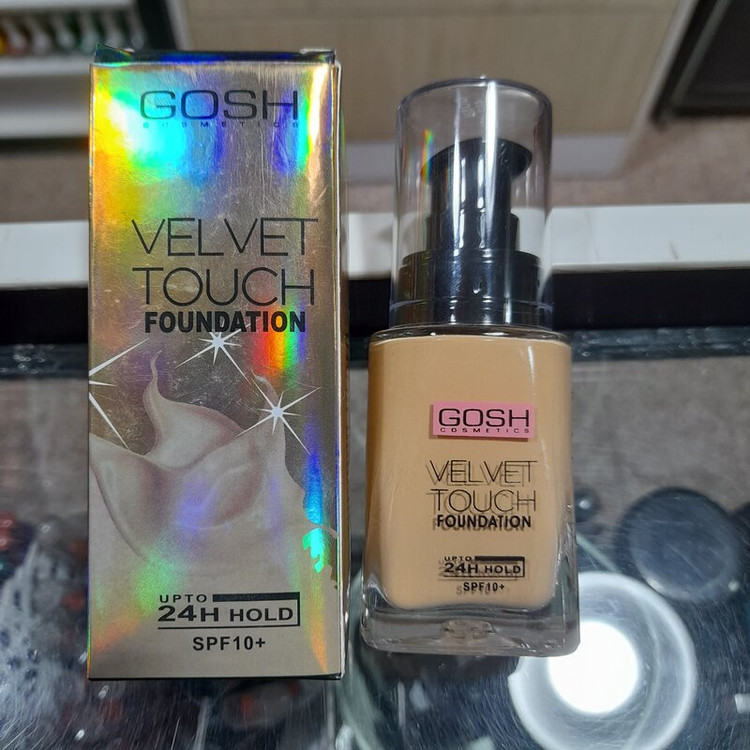 GOSH
COSMETICS
VELVET
TOUCH
FOUNDATION
UPTO
24H HOLD
SPF10+
GOSH
COSMETICS
VELVET
TOUCH
FOUNDATION
UPTO
24H HOLD
SPF10+